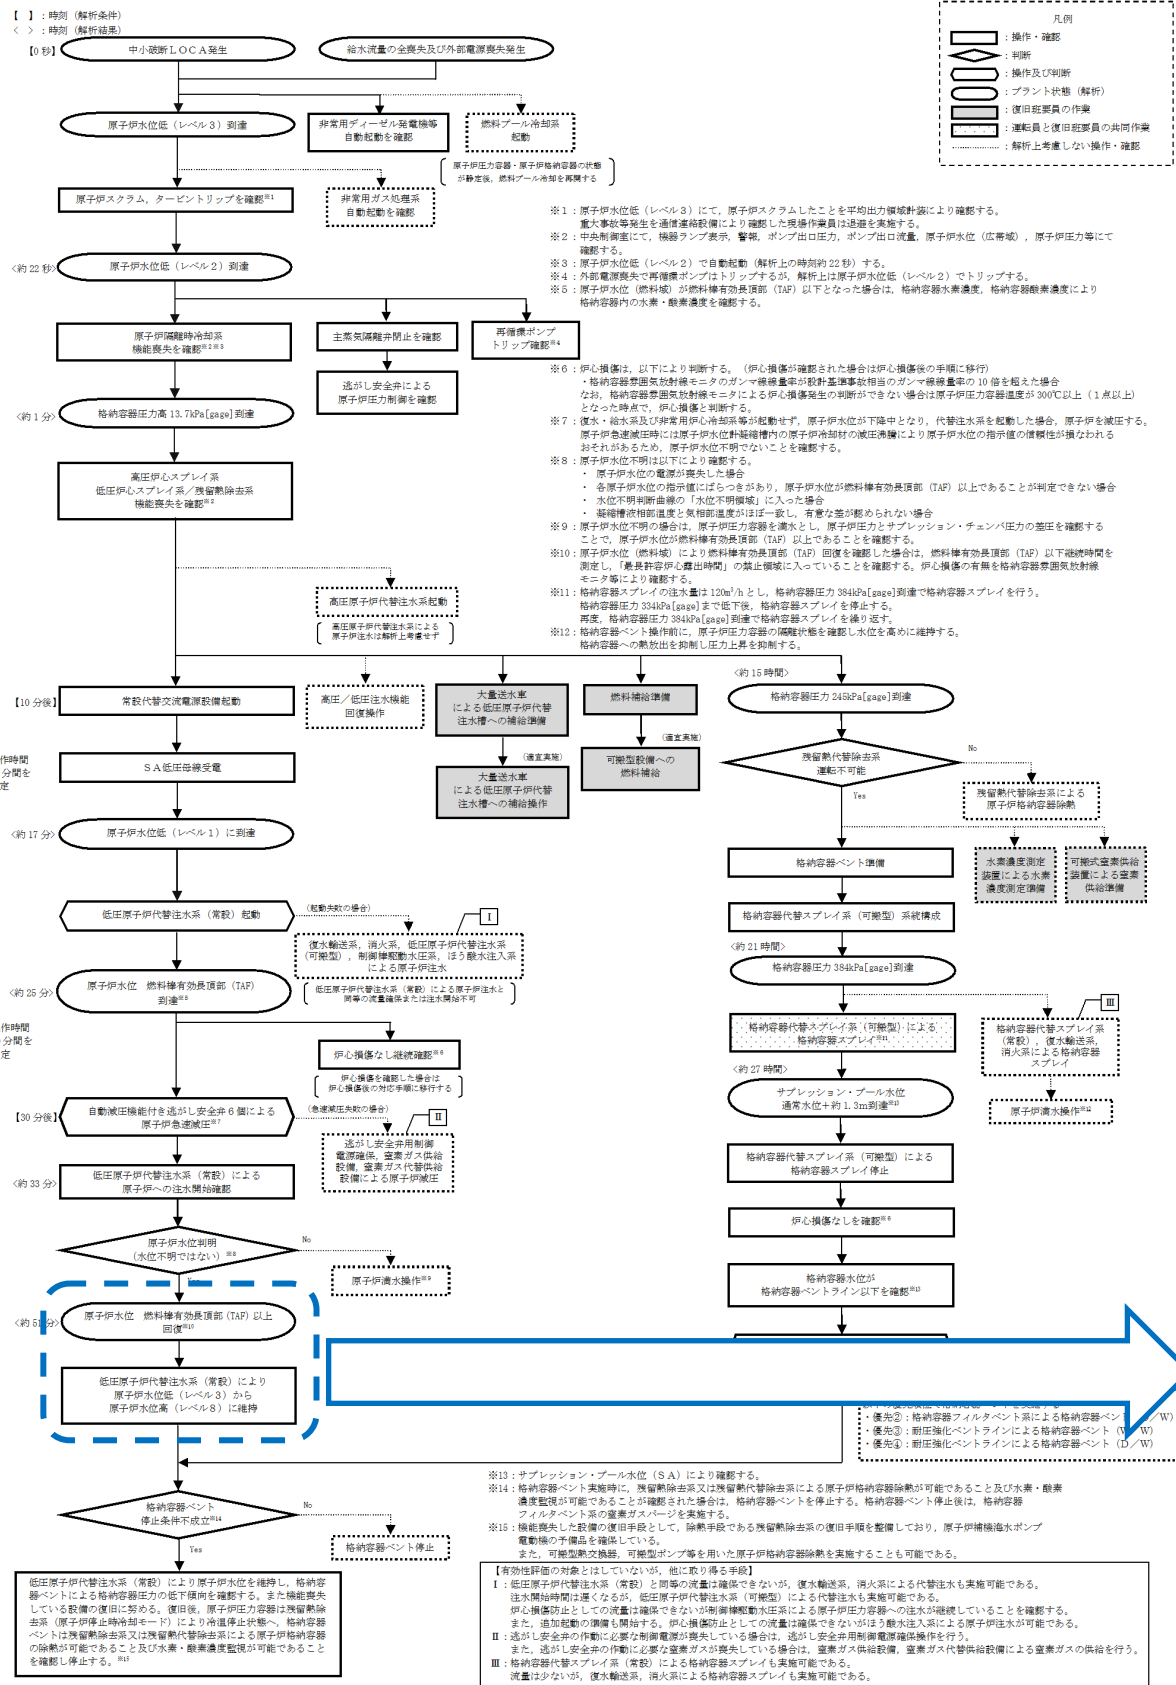 【　】：時刻（解析条件）
＜　＞：時刻（解析結果）
【0 秒】
中小破断ＬＯＣＡ発生
給水流量の全喪失及び外部電源喪失発生
原子炉水位低（レベル３）到達
非常用ディーゼル発電機等
自動起動を確認
燃料プール冷却系
起動
原子炉圧力容器・原子炉格納容器の状態
が静定後，燃料プール冷却を再開する
原子炉スクラム，タービントリップを確認※1
非常用ガス処理系
自動起動を確認
<約 22 秒>
原子炉水位低（レベル２）到達
原子炉隔離時冷却系
機能喪失を確認※2※3
主蒸気隔離弁閉止を確認
再循環ポンプ
トリップ確認※4
逃がし安全弁による
原子炉圧力制御を確認
<約 1 分>
格納容器圧力高 13.7kPa[gage]到達
高圧炉心スプレイ系
低圧炉心スプレイ系／残留熱除去系
機能喪失を確認※2
高圧原子炉代替注水系起動
高圧原子炉代替注水系による
原子炉注水は解析上考慮せず
凡例
：操作・確認
：判断
：操作及び判断
：プラント状態（解析）
：復旧班要員の作業
：運転員と復旧班要員の共同作業
：解析上考慮しない操作・確認
※１：原子炉水位低（レベル３）にて，原子炉スクラムしたことを平均出力領域計装により確認する。
重大事故等発生を通信連絡設備により確認した現場作業員は退避を実施する。
※２：中央制御室にて，機器ランプ表示，警報，ポンプ出口圧力，ポンプ出口流量，原子炉水位（広帯域），原子炉圧力等にて
確認する。
※３：原子炉水位低（レベル２）で自動起動（解析上の時刻約 22 秒）する。
※４：外部電源喪失で再循環ポンプはトリップするが，解析上は原子炉水位低（レベル２）でトリップする。
※５：原子炉水位（燃料域）が燃料棒有効長頂部（TAF）以下となった場合は，格納容器水素濃度，格納容器酸素濃度により
格納容器内の水素・酸素濃度を確認する。
※６：炉心損傷は，以下により判断する。（炉心損傷が確認された場合は炉心損傷後の手順に移行）
・格納容器雰囲気放射線モニタのガンマ線線量率が設計基準事故相当のガンマ線線量率の 10 倍を超えた場合
なお，格納容器雰囲気放射線モニタによる炉心損傷発生の判断ができない場合は原子炉圧力容器温度が 300℃以上（１点以上）
となった時点で，炉心損傷と判断する。
※７：復水・給水系及び非常用炉心冷却系等が起動せず，原子炉水位が下降中となり，代替注水系を起動した場合，原子炉を減圧する。
原子炉急速減圧時には原子炉水位計凝縮槽内の原子炉冷却材の減圧沸騰により原子炉水位の指示値の信頼性が損なわれる
おそれがあるため，原子炉水位不明でないことを確認する。
※８：原子炉水位不明は以下により確認する。
・ 原子炉水位の電源が喪失した場合
・ 各原子炉水位の指示値にばらつきがあり，原子炉水位が燃料棒有効長頂部（TAF）以上であることが判定できない場合
・ 水位不明判断曲線の「水位不明領域」に入った場合
・ 凝縮槽液相部温度と気相部温度がほぼ一致し，有意な差が認められない場合
※９：原子炉水位不明の場合は，原子炉圧力容器を満水とし，原子炉圧力とサプレッション・チェンバ圧力の差圧を確認する
ことで，原子炉水位が燃料棒有効長頂部（TAF）以上であることを確認する。
※10：原子炉水位（燃料域）により燃料棒有効長頂部（TAF）回復を確認した場合は，燃料棒有効長頂部（TAF）以下継続時間を
測定し，「最長許容炉心露出時間」の禁止領域に入っていることを確認する。炉心損傷の有無を格納容器雰囲気放射線
モニタ等により確認する。
※11：格納容器スプレイの注水量は 120m³/h とし，格納容器圧力 384kPa[gage]到達で格納容器スプレイを行う。
格納容器圧力 334kPa[gage]まで低下後，格納容器スプレイを停止する。
再度，格納容器圧力 384kPa[gage]到達で格納容器スプレイを繰り返す。
※12：格納容器ベント操作前に，原子炉圧力容器の隔離状態を確認し水位を高めに維持する。
格納容器への熱放出を抑制し圧力上昇を抑制する。
【10 分後】
常設代替交流電源設備起動
高圧／低圧注水機能
回復操作
大量送水車
による低圧原子炉代替
注水槽への補給準備
燃料補給準備
<約 15 時間>
格納容器圧力 245kPa[gage]到達
作時間
分間を
定
ＳＡ低圧母線受電
（適宜実施）
大量送水車
による低圧原子炉代替
注水槽への補給操作
（適宜実施）
可搬型設備への
燃料補給
残留熱代替除去系
運転不可能
No
Yes
残留熱代替除去系による
原子炉格納容器除熱
<約 17 分>
原子炉水位低（レベル１）に到達
格納容器ベント準備
水素濃度測定
装置による水素
濃度測定準備
可搬式窒素供給
装置による窒素
供給準備
低圧原子炉代替注水系（常設）起動
（起動失敗の場合）
Ⅰ
復水輸送系，消火系，低圧原子炉代替注水系
（可搬型），制御棒駆動水圧系，ほう酸水注入系
による原子炉注水
低圧原子炉代替注水系（常設）による原子炉注水と
同等の流量確保または注水開始不可
格納容器代替スプレイ系（可搬型）系統構成
<約 21 時間>
格納容器圧力 384kPa[gage]到達
<約 25 分>
原子炉水位　燃料棒有効長頂部（TAF）
到達※5
作時間
分間を
定
炉心損傷なし継続確認※6
炉心損傷を確認した場合は
炉心損傷後の対応手順に移行する
格納容器代替スプレイ系（可搬型）による
格納容器スプレイ※11
Ⅲ
格納容器代替スプレイ系
（常設），復水輸送系，
消火系による格納容器
スプレイ
原子炉満水操作※12
<約 27 時間>
サプレッション・プール水位
通常水位＋約 1.3m到達※13
【30 分後】
自動減圧機能付き逃がし安全弁６個による
原子炉急速減圧※7
（急速減圧失敗の場合）
Ⅱ
逃がし安全弁用制御
電源確保，窒素ガス供給
設備，窒素ガス代替供給
設備による原子炉減圧
格納容器代替スプレイ系（可搬型）による
格納容器スプレイ停止
<約 33 分>
低圧原子炉代替注水系（常設）による
原子炉への注水開始確認
炉心損傷なしを確認※6
原子炉水位判明
（水位不明ではない）※8
No
原子炉満水操作※9
格納容器水位が
格納容器ベントライン以下を確認※13
<約 51 分>
原子炉水位　燃料棒有効長頂部（TAF）以上
回復※10
低圧原子炉代替注水系（常設）により
原子炉水位低（レベル３）から
原子炉水位高（レベル８）に維持
・優先②：格納容器フィルタベント系による格納容器ベント
・優先③：耐圧強化ベントラインによる格納容器ベント（Ｗ／Ｗ）
・優先④：耐圧強化ベントラインによる格納容器ベント（Ｄ／Ｗ）
格納容器ベント
停止条件不成立※14
No
格納容器ベント停止
Yes
低圧原子炉代替注水系（常設）により原子炉水位を維持し，格納容
器ベントによる格納容器圧力の低下傾向を確認する。また機能喪失
している設備の復旧に努める。復旧後，原子炉圧力容器は残留熱除
去系（原子炉停止時冷却モード）により冷温停止状態へ，格納容器
ベントは残留熱除去系又は残留熱代替除去系による原子炉格納容器
の除熱が可能であること及び水素・酸素濃度監視が可能であること
を確認し停止する。※15
※13：サプレッション・プール水位（ＳＡ）により確認する。
※14：格納容器ベント実施時に，残留熱除去系又は残留熱代替除去系による原子炉格納容器除熱が可能であること及び水素・酸素
濃度監視が可能であることが確認された場合は，格納容器ベントを停止する。格納容器ベント停止後は，格納容器
フィルタベント系の窒素ガスパージを実施する。
※15：機能喪失した設備の復旧手段として，除熱手段である残留熱除去系の復旧手順を整備しており，原子炉補機海水ポンプ
電動機の予備品を確保している。
また，可搬型熱交換器，可搬型ポンプ等を用いた原子炉格納容器除熱を実施することも可能である。
【有効性評価の対象とはしていないが，他に取り得る手段】
Ⅰ：低圧原子炉代替注水系（常設）と同等の流量は確保できないが，復水輸送系，消火系による代替注水も実施可能である。
注水開始時間は遅くなるが，低圧原子炉代替注水系（可搬型）による代替注水も実施可能である。
炉心損傷防止としての流量は確保できないが制御棒駆動水圧系による原子炉圧力容器への注水が継続していることを確認する。
また，追加起動の準備も開始する。炉心損傷防止としての流量は確保できないがほう酸水注入系による原子炉注水が可能である。
Ⅱ：逃がし安全弁の作動に必要な制御電源が喪失している場合は，逃がし安全弁用制御電源確保操作を行う。
また，逃がし安全弁の作動に必要な窒素ガスが喪失している場合は，窒素ガス供給設備，窒素ガス代替供給設備による窒素ガスの供給を行う。
Ⅲ：格納容器代替スプレイ系（常設）による格納容器スプレイも実施可能である。
流量は少ないが，復水輸送系，消火系による格納容器スプレイも実施可能である。